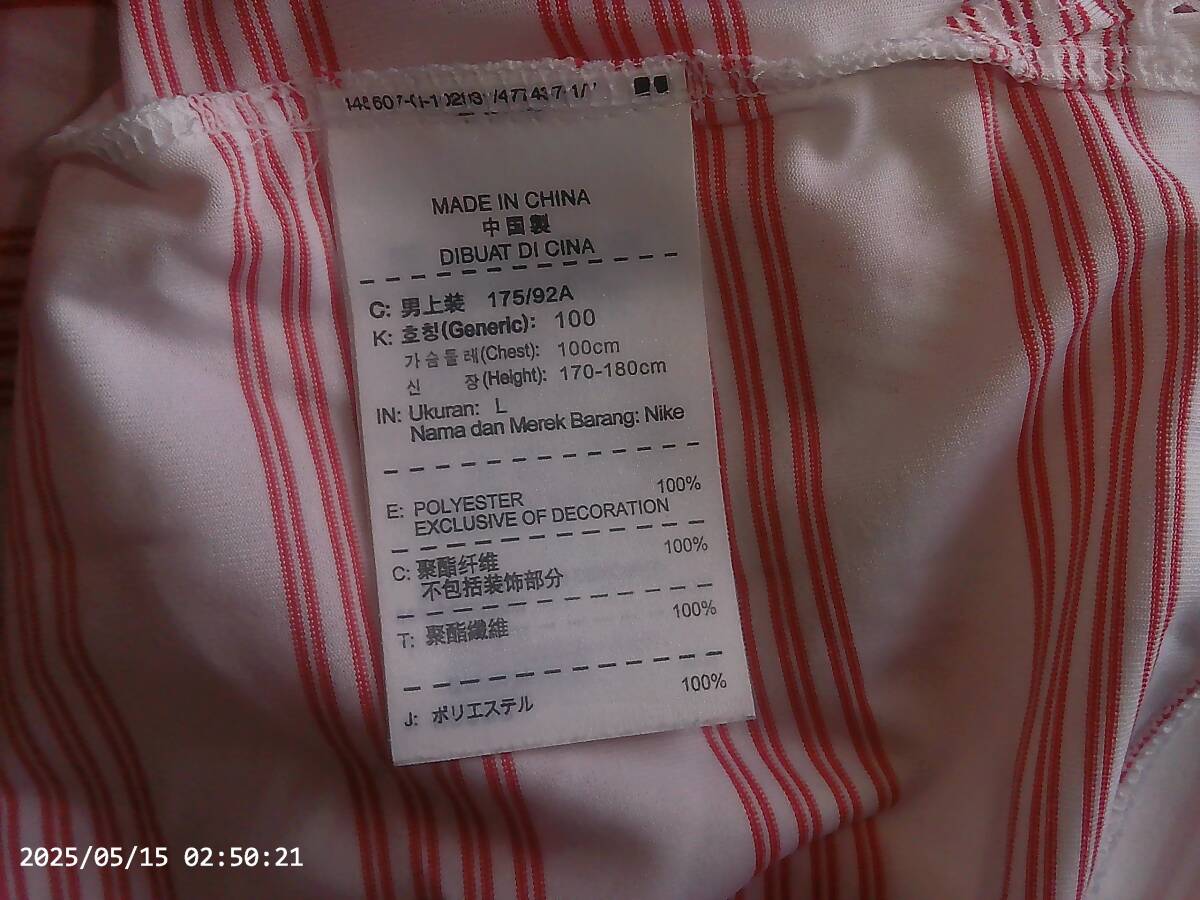 MADE IN CHINA
中国製
DIBUAT DI CINA
C: 男上装 175/92A
K: 호칭(Generic): 100
가슴둘레(Chest): 100cm
신 장(Height): 170-180cm
IN: Ukuran: L
Nama dan Merek Barang: Nike
E: POLYESTER 100%
EXCLUSIVE OF DECORATION
C: 聚酯纤维 100%
不包括装饰部分
T: 聚酯纖維 100%
J: ポリエステル 100%
2025/05/15 02:50:21